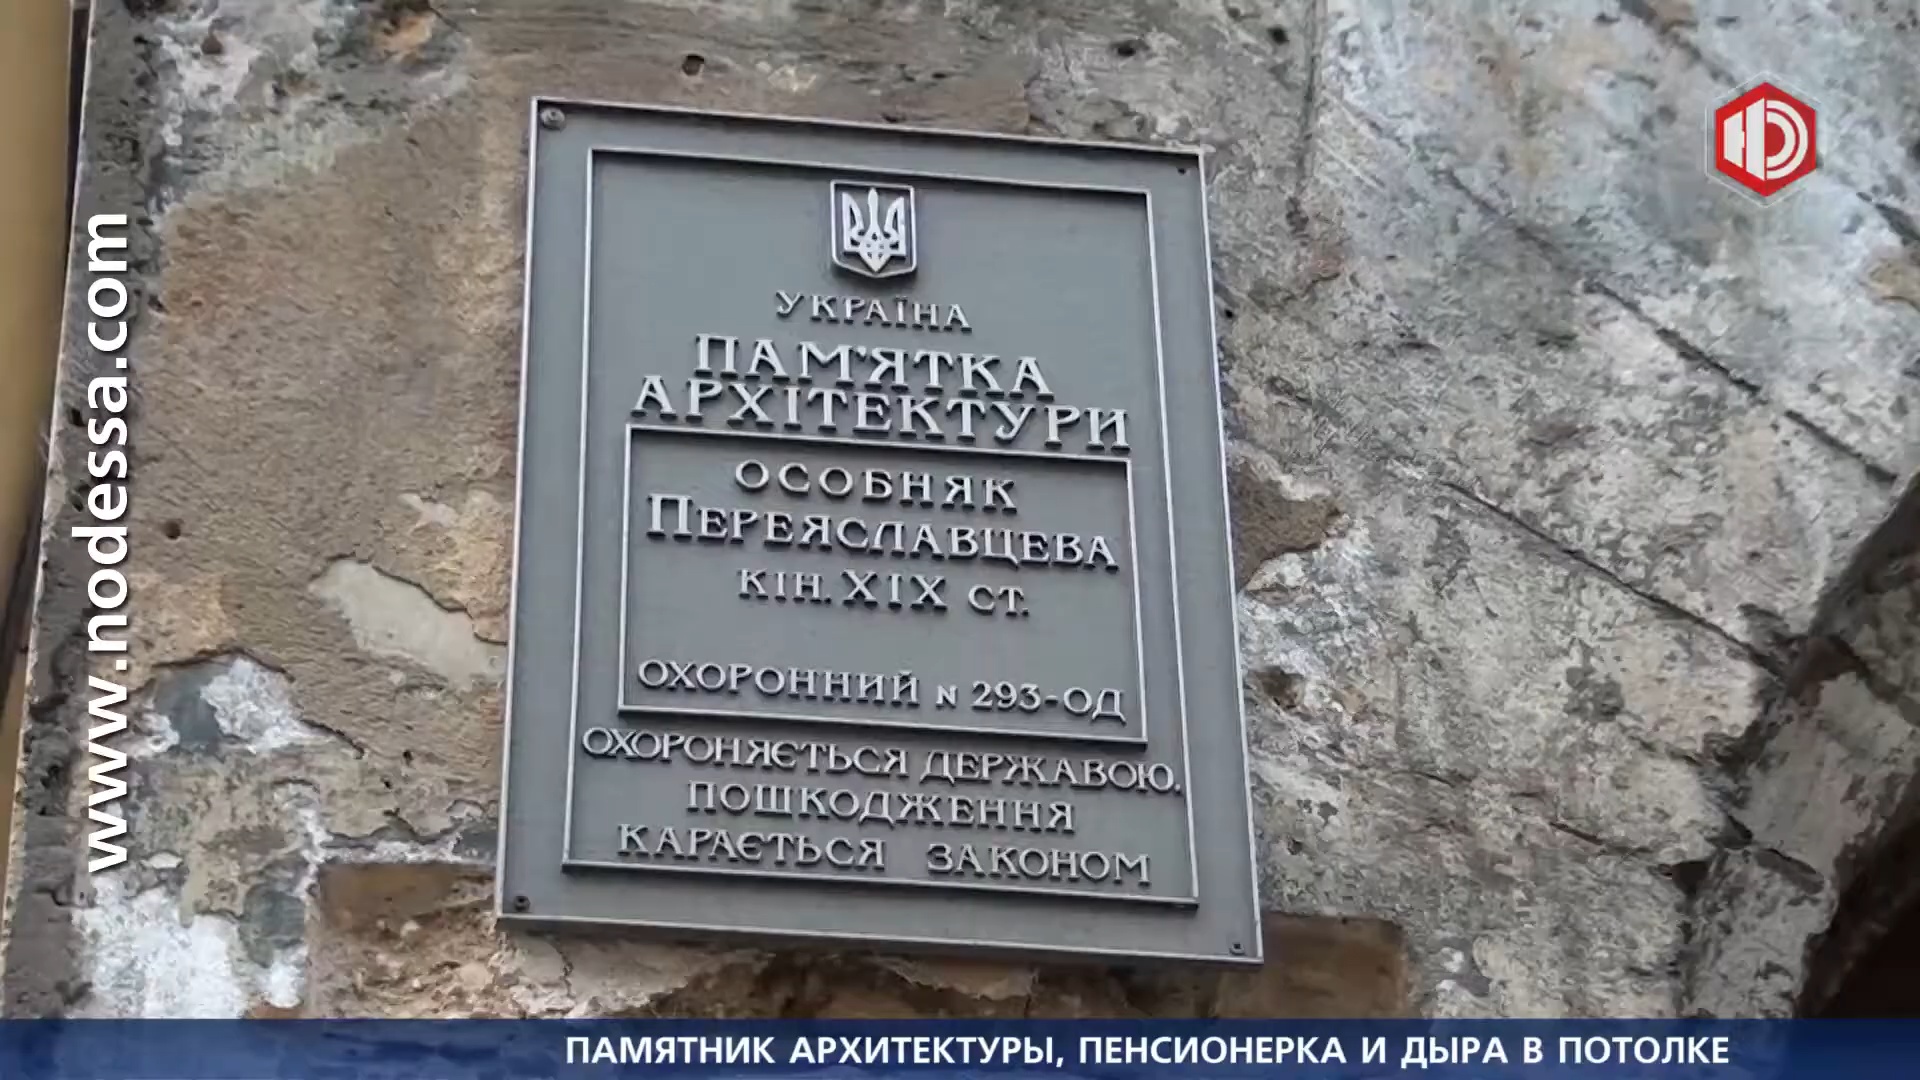 www.nodessa.com
УКРАЇНА
ПАМ'ЯТКА
АРХІТЕКТУРИ
ОСОБНЯК
ПЕРЕЯСЛАВЦЕВА
КІН. ХІХ СТ.
ОХОРОННИЙ N 293-ОД
ОХОРОНЯЄТЬСЯ ДЕРЖАВОЮ.
ПОШКОДЖЕННЯ
КАРАЄТЬСЯ ЗАКОНОМ
ПАМЯТНИК АРХИТЕКТУРЫ, ПЕНСИОНЕРКА И ДЫРА В ПОТОЛКЕ